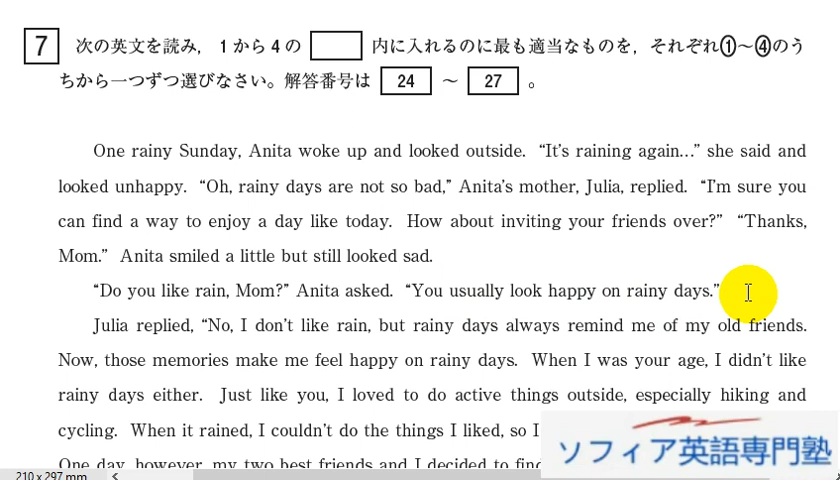 7 次の英文を読み，1から4の 内に入れるのに最も適当なものを，それぞれ①～④のう
ちから一つずつ選びなさい。解答番号は 24 ～ 27 。
One rainy Sunday, Anita woke up and looked outside. “It’s raining again...” she said and
looked unhappy. “Oh, rainy days are not so bad,” Anita’s mother, Julia, replied. “I’m sure you
can find a way to enjoy a day like today. How about inviting your friends over?” “Thanks,
Mom.” Anita smiled a little but still looked sad.
“Do you like rain, Mom?” Anita asked. “You usually look happy on rainy days.”
Julia replied, “No, I don’t like rain, but rainy days always remind me of my old friends.
Now, those memories make me feel happy on rainy days. When I was your age, I didn’t like
rainy days either. Just like you, I loved to do active things outside, especially hiking and
cycling. When it rained, I couldn’t do the things I liked, so I
One day, however, my two best friends and I decided to find
ソフィア英語専門塾
210 x 297 mm